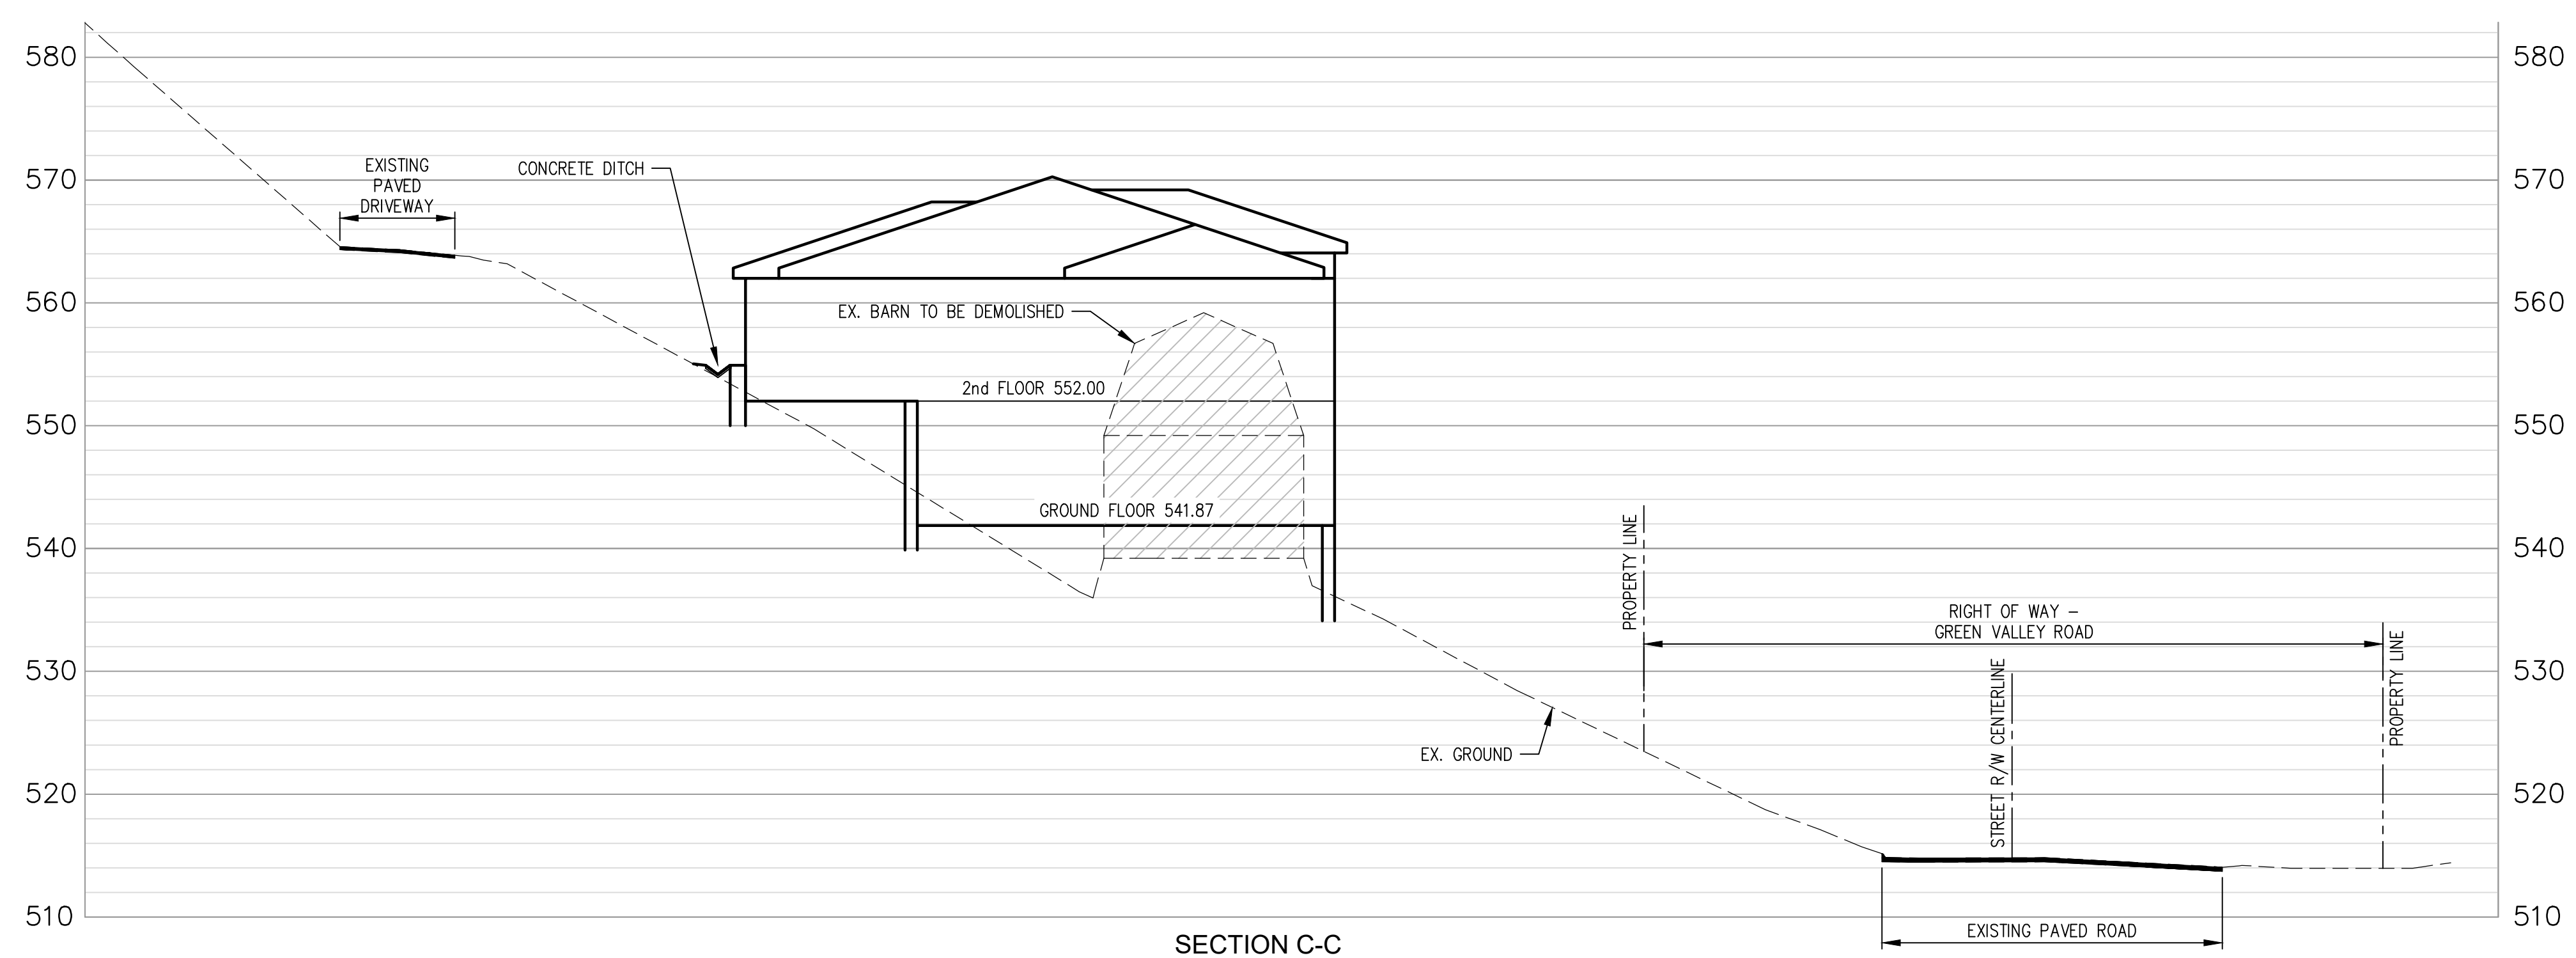 580
580
570
570
560
560
550
550
540
540
530
530
520
520
510
510
EXISTING
PAVED
DRIVEWAY
CONCRETE DITCH
EX. BARN TO BE DEMOLISHED
2nd FLOOR 552.00
GROUND FLOOR 541.87
PROPERTY LINE
RIGHT OF WAY –
GREEN VALLEY ROAD
STREET R/W CENTERLINE
PROPERTY LINE
EX. GROUND
EXISTING PAVED ROAD
SECTION C-C